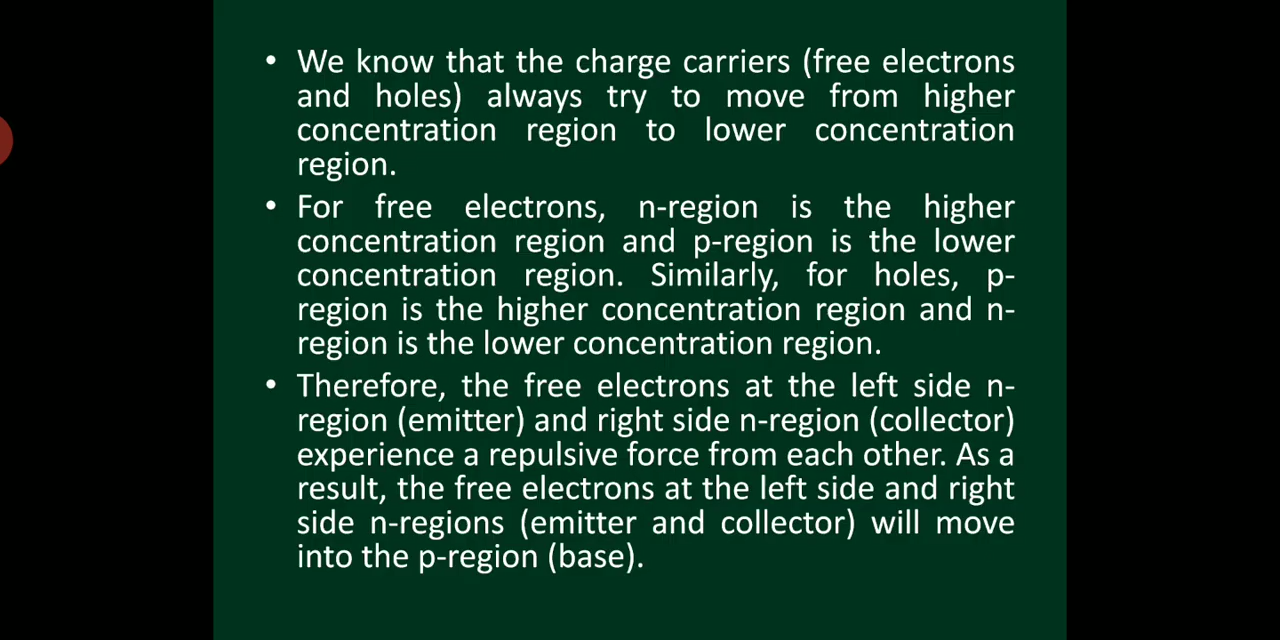 • We know that the charge carriers (free electrons
and holes) always try to move from higher
concentration region to lower concentration
region.
• For free electrons, n-region is the higher
concentration region and p-region is the lower
concentration region. Similarly, for holes, p-
region is the higher concentration region and n-
region is the lower concentration region.
• Therefore, the free electrons at the left side n-
region (emitter) and right side n-region (collector)
experience a repulsive force from each other. As a
result, the free electrons at the left side and right
side n-regions (emitter and collector) will move
into the p-region (base).